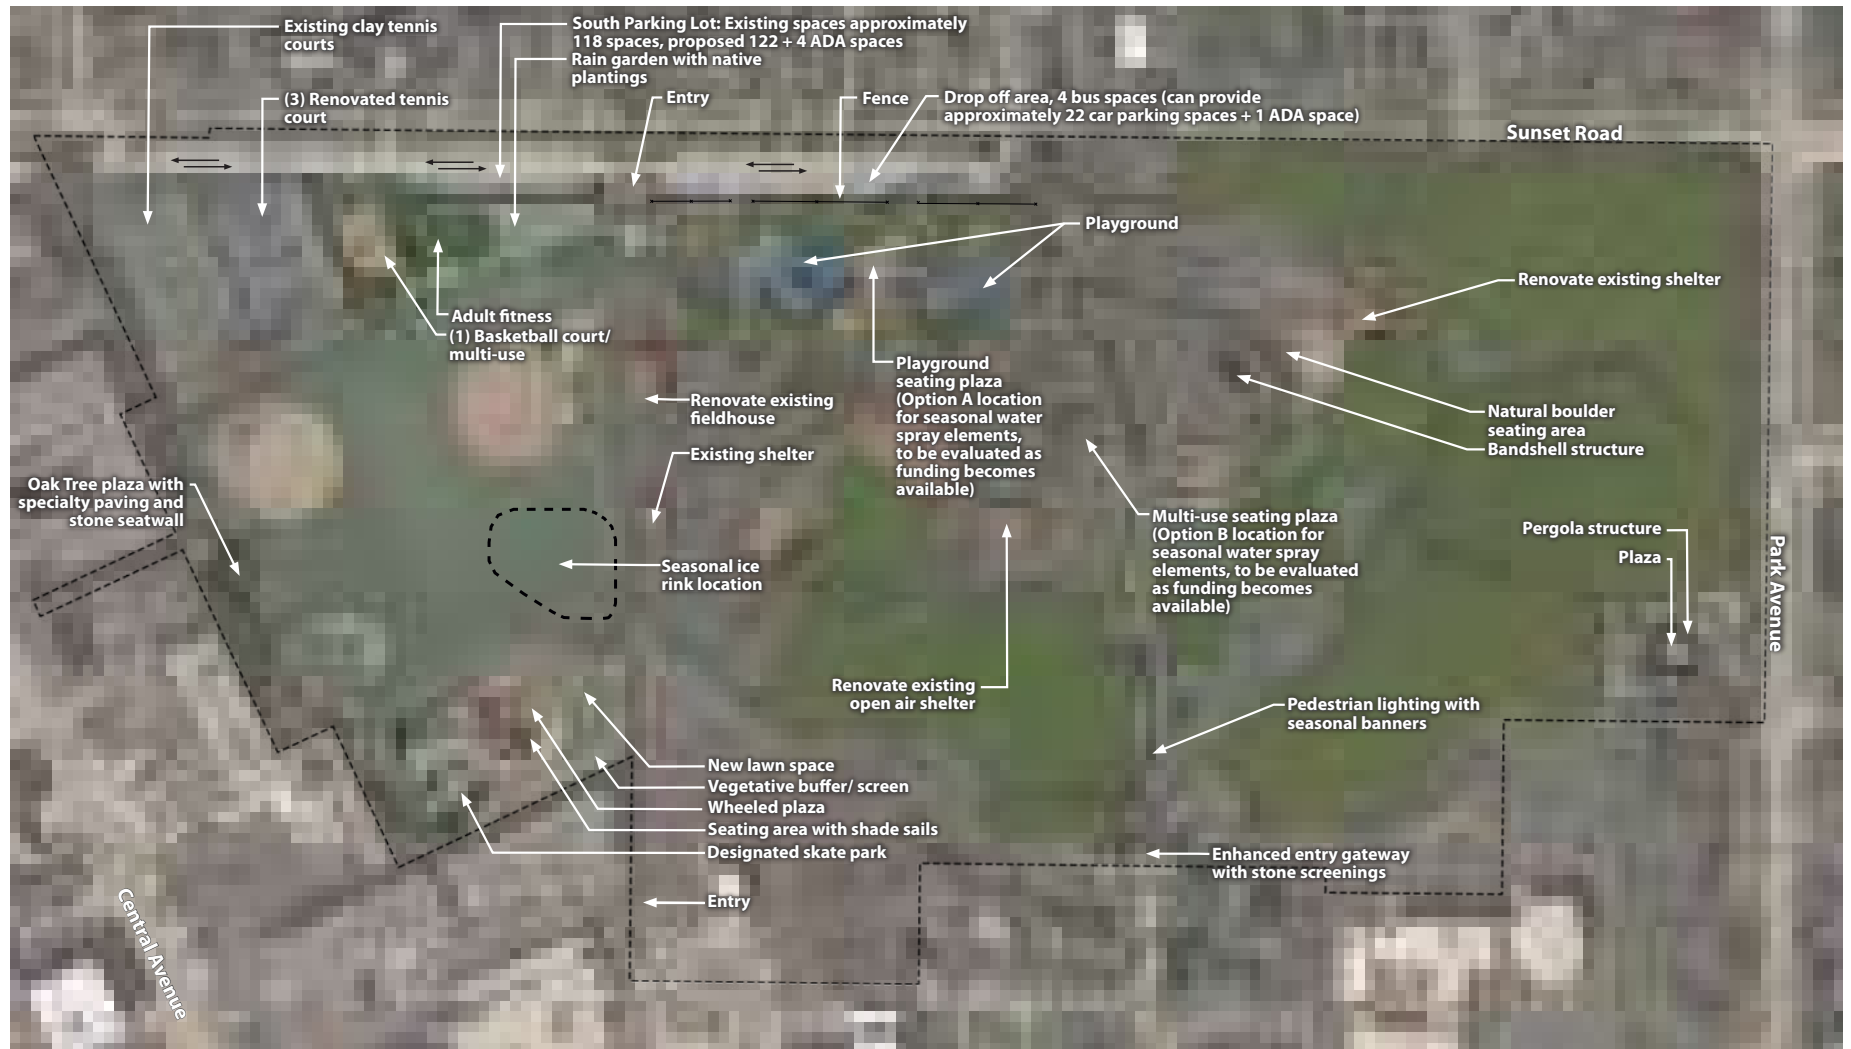 Existing clay tennis
courts
South Parking Lot: Existing spaces approximately
118 spaces, proposed 122 + 4 ADA spaces
Rain garden with native
plantings
(3) Renovated tennis
court
Entry
Fence
Drop off area, 4 bus spaces (can provide
approximately 22 car parking spaces + 1 ADA space)
Sunset Road
Playground
Renovate existing shelter
Adult fitness
(1) Basketball court/
multi-use
Playground
seating plaza
(Option A location
for seasonal water
spray elements,
to be evaluated as
funding becomes
available)
Renovate existing
fieldhouse
Natural boulder
seating area
Bandshell structure
Existing shelter
Oak Tree plaza with
specialty paving and
stone seatwall
Multi-use seating plaza
(Option B location for
seasonal water spray
elements, to be evaluated
as funding becomes
available)
Pergola structure
Plaza
Park Avenue
Seasonal ice
rink location
Renovate existing
open air shelter
Pedestrian lighting with
seasonal banners
New lawn space
Vegetative buffer/ screen
Wheeled plaza
Seating area with shade sails
Designated skate park
Enhanced entry gateway
with stone screenings
Entry
Central Avenue